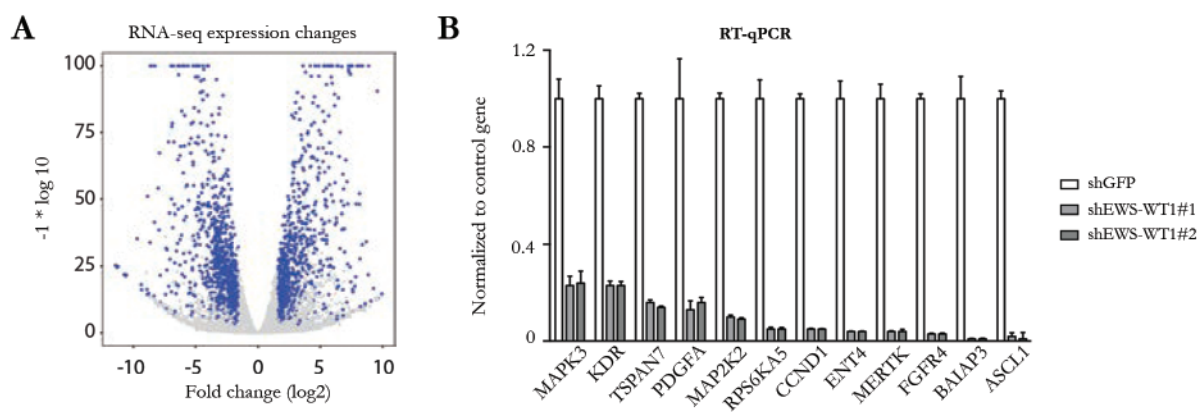 A
RNA-seq expression changes
-1 * log 10
100
75
50
25
0
-10
-5
0
5
10
Fold change (log2)
B
RT-qPCR
Normalized to control gene
1.2
0.8
0.4
0
MAPK3
KDR
TSPAN7
PDGFA
MAP2K2
RPS6KA5
CCND1
ENT4
MERTK
FGFR4
BAIAP3
ASCL1
shGFP
shEWS-WT1#1
shEWS-WT1#2